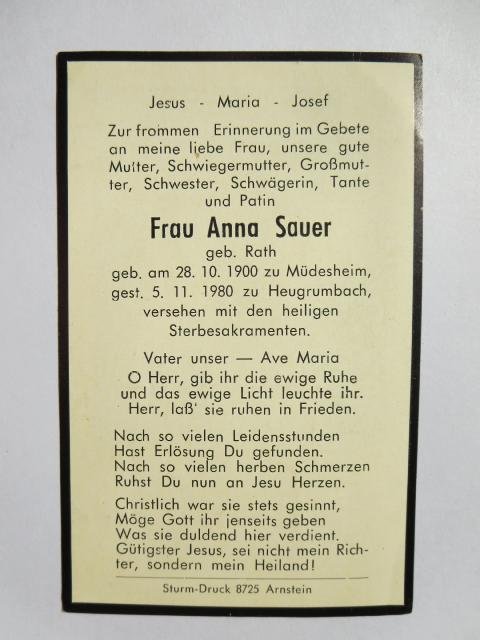 Jesus - Maria - Josef
Zur frommen Erinnerung im Gebete
an meine liebe Frau, unsere gute
Mutter, Schwiegermutter, Großmut-
ter, Schwester, Schwägerin, Tante
und Patin
Frau Anna Sauer
geb. Rath
geb. am 28. 10. 1900 zu Müdesheim,
gest. 5. 11. 1980 zu Heugrumbach,
versehen mit den heiligen
Sterbesakramenten.
Vater unser — Ave Maria
O Herr, gib ihr die ewige Ruhe
und das ewige Licht leuchte ihr.
Herr, laß' sie ruhen in Frieden.
Nach so vielen Leidensstunden
Hast Erlösung Du gefunden.
Nach so vielen herben Schmerzen
Ruhst Du nun an Jesu Herzen.
Christlich war sie stets gesinnt,
Möge Gott ihr jenseits geben
Was sie duldend hier verdient.
Gütigster Jesus, sei nicht mein Rich-
ter, sondern mein Heiland!
Sturm-Druck 8725 Arnstein